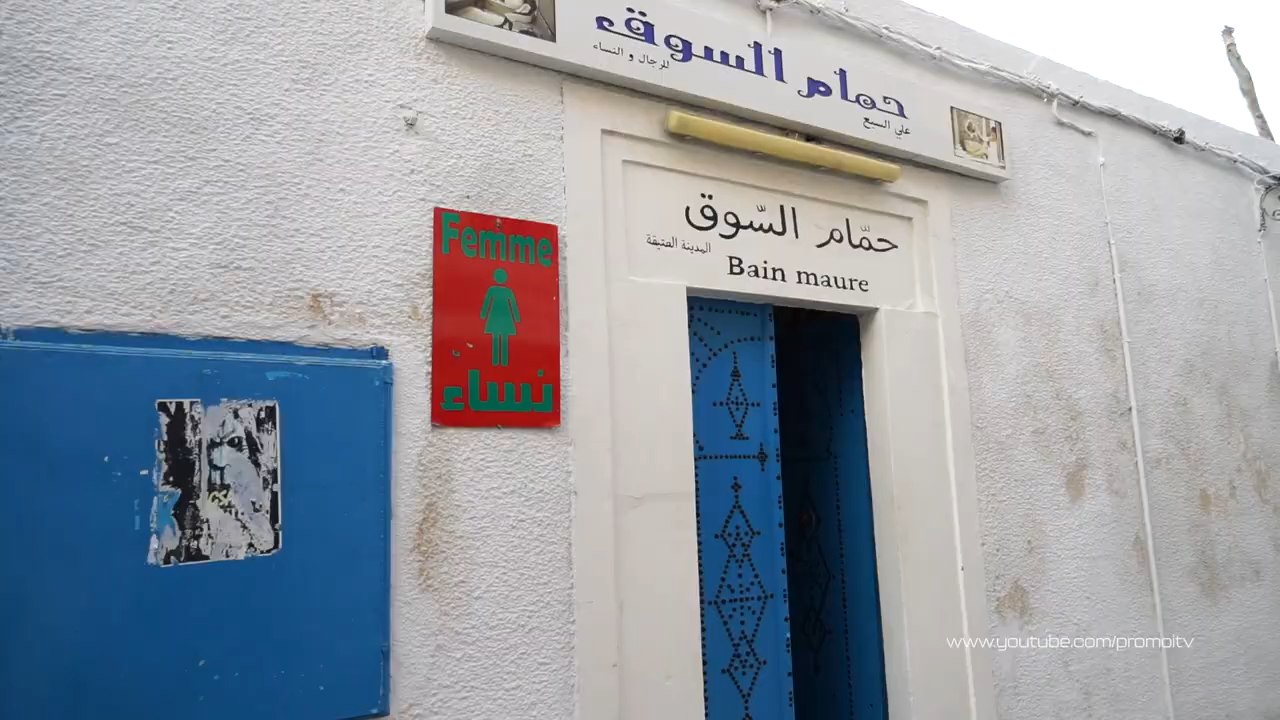 حمام السوق
للرجال و النساء
علي السبع
حمّام السّوق
المدينة العتيقة
Bain maure
Femme
نساء
www.youtube.com/promoitv